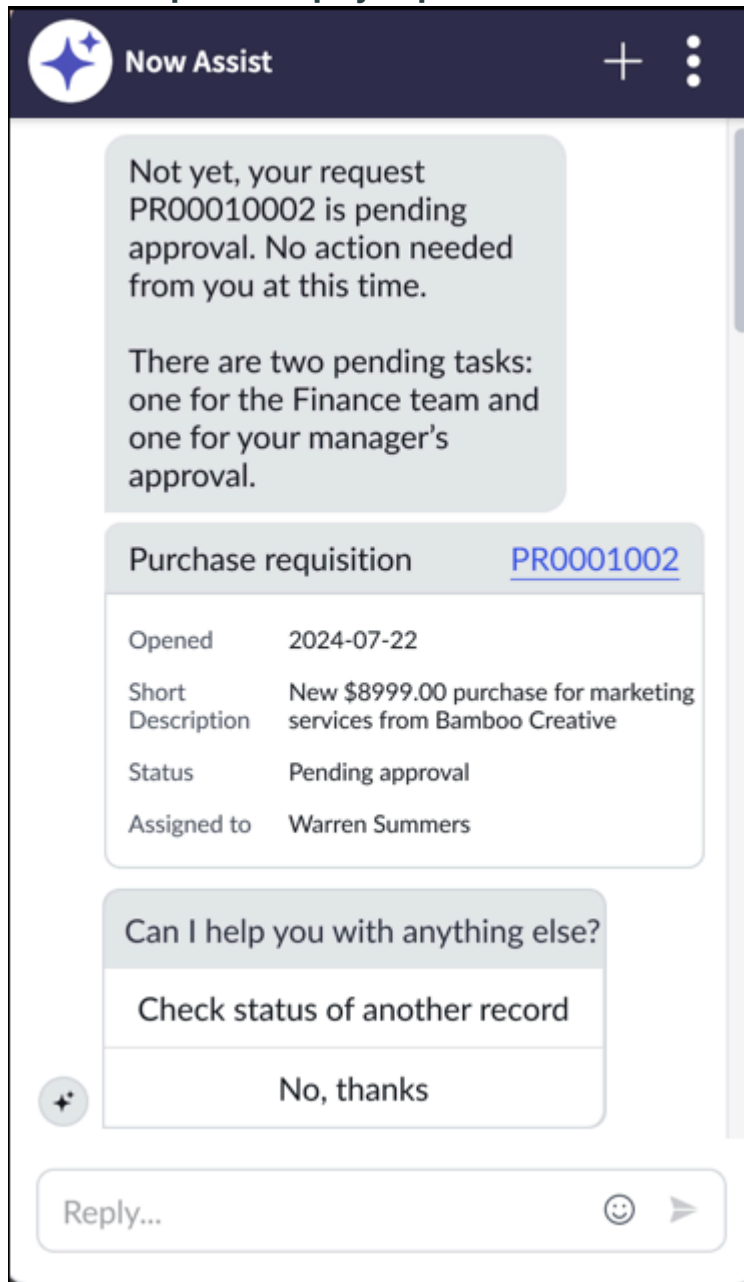 Now Assist
Not yet, your request
PR00010002 is pending
approval. No action needed
from you at this time.
There are two pending tasks:
one for the Finance team and
one for your manager’s
approval.
Purchase requisition PR0001002
Opened 2024-07-22
Short Description New $8999.00 purchase for marketing
services from Bamboo Creative
Status Pending approval
Assigned to Warren Summers
Can I help you with anything else?
Check status of another record
No, thanks
Reply...